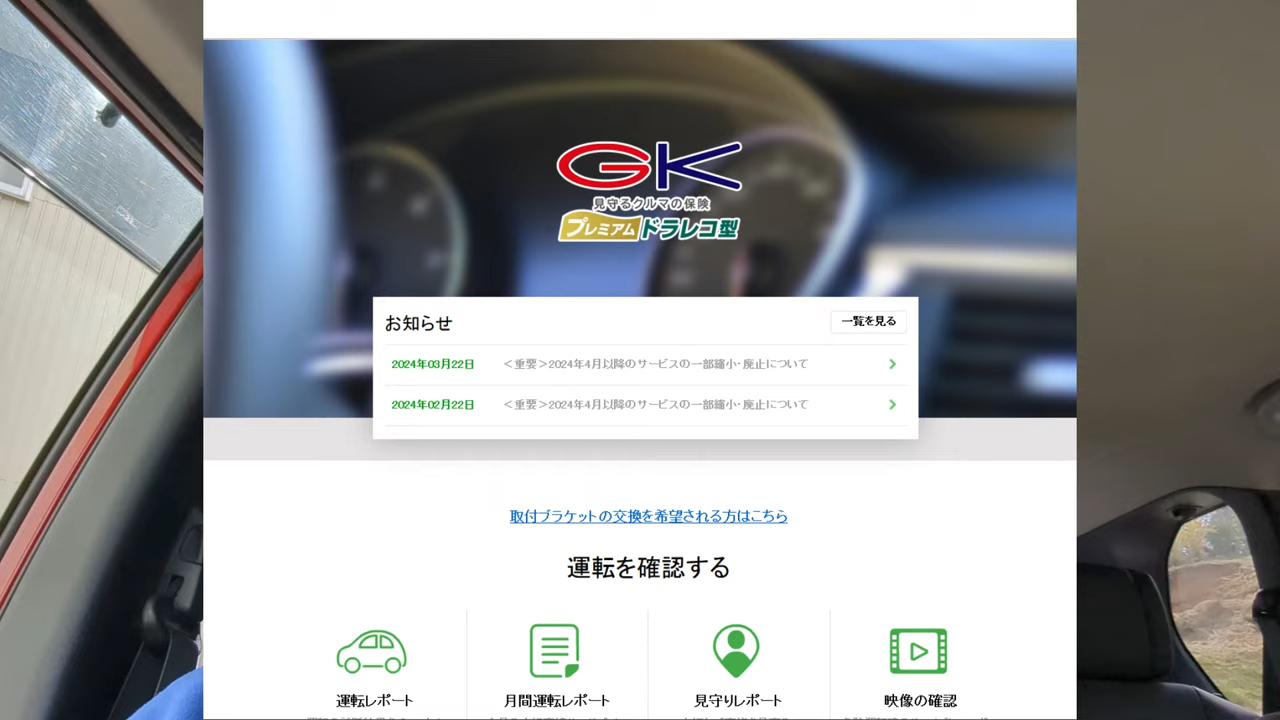 GK
見守るクルマの保険
プレミアム ドラレコ型
お知らせ
一覧を見る
2024年03月22日 <重要>2024年4月以降のサービスの一部縮小・廃止について
2024年02月22日 <重要>2024年4月以降のサービスの一部縮小・廃止について
取付ブラケットの交換を希望される方はこちら
運転を確認する
運転レポート
月間運転レポート
見守りレポート
映像の確認